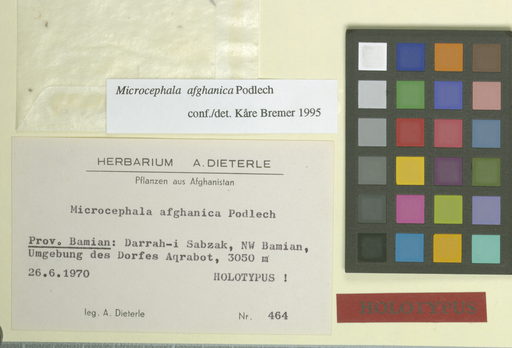 Microcephala afghanica Podlech
conf./det. Kåre Bremer 1995
HERBARIUM A. DIETERLE
Pflanzen aus Afghanistan
Microcephala afghanica Podlech
Prov. Bamian: Darrah-i Sabzak, NW Bamian,
Umgebung des Dorfes Aqrabot, 3050 m
26.6.1970 HOLOTYPUS !
leg. A. Dieterle Nr. 464
HOLOTYPUS